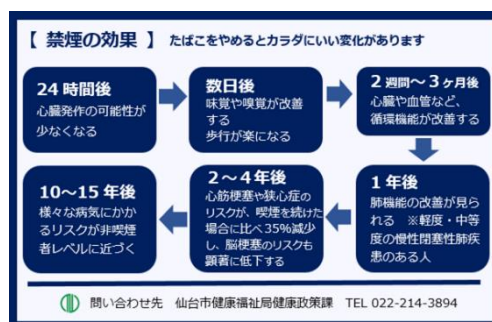 【 禁煙の効果 】 たばこをやめるとカラダにいい変化があります
24 時間後
心臓発作の可能性が
少なくなる
数日後
味覚や嗅覚が改善
する
歩行が楽になる
2 週間～3 ヶ月後
心臓や血管など、
循環機能が改善する
1 年後
肺機能の改善が見ら
れる ※軽度・中等
度の慢性閉塞性肺疾
患のある人
2～4 年後
心筋梗塞や狭心症の
リスクが、喫煙を続けた
場合に比べ 35%減少
し、脳梗塞のリスクも
顕著に低下する
10～15 年後
様々な病気にかか
るリスクが非喫煙
者レベルに近づく
問い合わせ先 仙台市健康福祉局健康政策課 TEL 022-214-3894